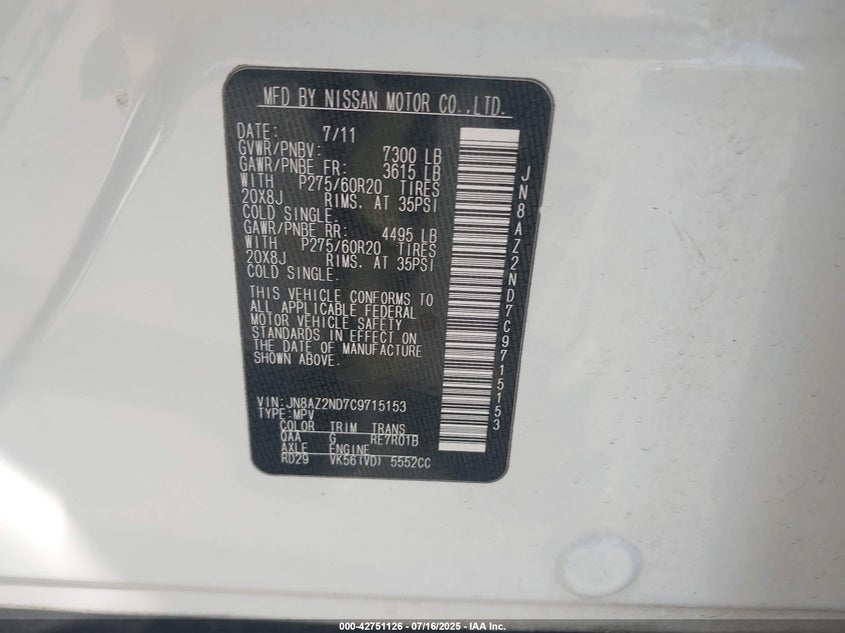 MFD BY NISSAN MOTOR CO.,LTD.
DATE: 7/11
GVWR/PNBV: 7300 LB
GAWR/PNBE FR: 3615 LB
WITH P275/60R20 TIRES
20X8J RIMS. AT 35PSI
COLD SINGLE.
GAWR/PNBE RR: 4495 LB
WITH P275/60R20 TIRES
20X8J RIMS. AT 35PSI
COLD SINGLE.
THIS VEHICLE CONFORMS TO
ALL APPLICABLE FEDERAL
MOTOR VEHICLE SAFETY
STANDARDS IN EFFECT ON
THE DATE OF MANUFACTURE
SHOWN ABOVE.
VIN:JN8AZ2ND7C9715153
TYPE:MPV
COLOR TRIM TRANS
QAA G RE7R01B
AXLE ENGINE
RD29 VK56(VD) 5552CC
JN8AZ2ND7C9715153
000-42751126 - 07/16/2025 - IAA Inc.